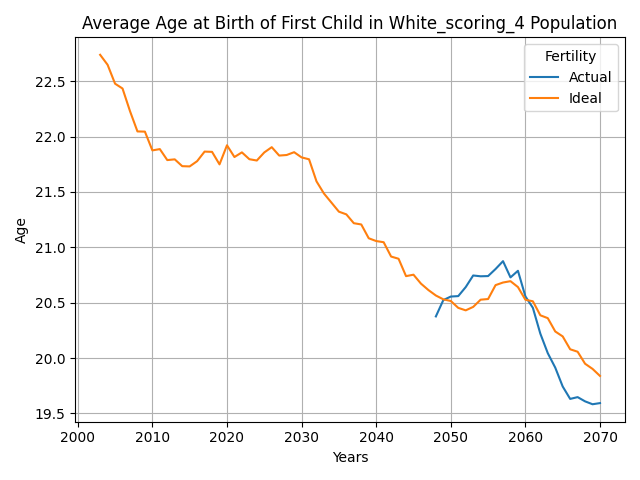 Average Age at Birth of First Child in White_scoring_4 Population
Fertility
Actual
Ideal
22.5
22.0
21.5
21.0
20.5
20.0
19.5
Age
2000 2010 2020 2030 2040 2050 2060 2070
Years